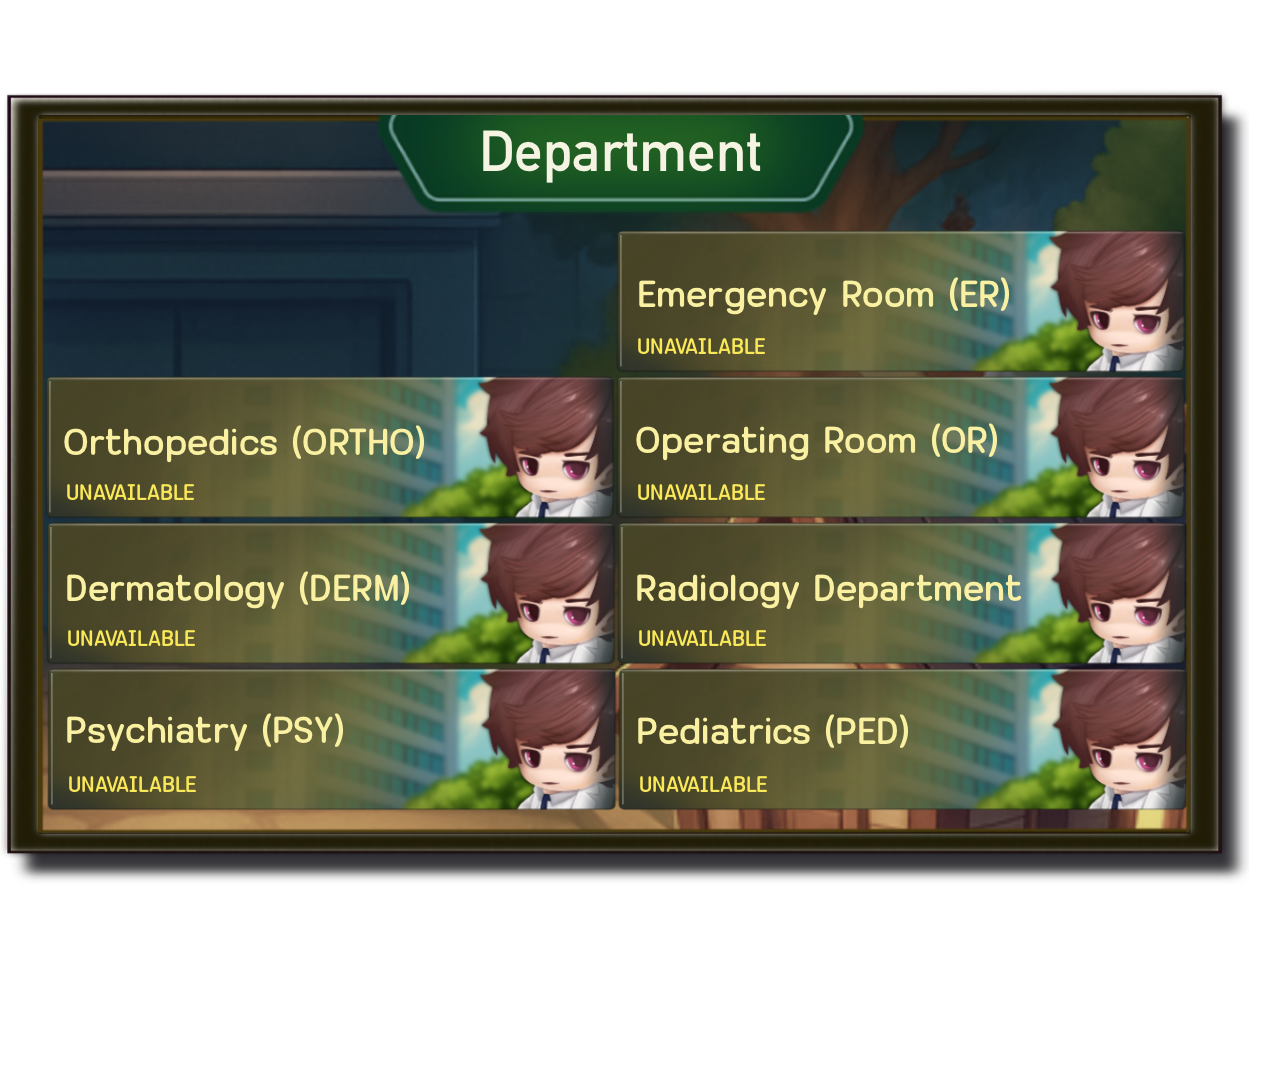 Department
Emergency Room (ER)
UNAVAILABLE
Orthopedics (ORTHO)
UNAVAILABLE
Operating Room (OR)
UNAVAILABLE
Dermatology (DERM)
UNAVAILABLE
Radiology Department
UNAVAILABLE
Psychiatry (PSY)
UNAVAILABLE
Pediatrics (PED)
UNAVAILABLE